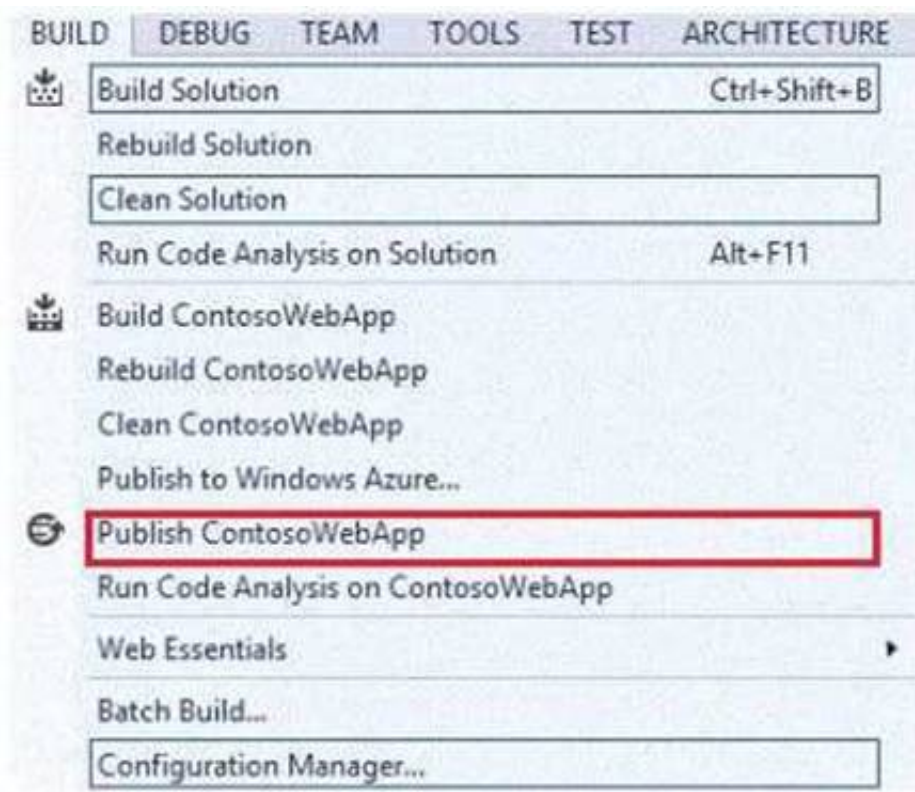 BUILD DEBUG TEAM TOOLS TEST ARCHITECTURE
Build Solution Ctrl+Shift+B
Rebuild Solution
Clean Solution
Run Code Analysis on Solution Alt+F11
Build ContosoWebApp
Rebuild ContosoWebApp
Clean ContosoWebApp
Publish to Windows Azure...
Publish ContosoWebApp
Run Code Analysis on ContosoWebApp
Web Essentials
Batch Build...
Configuration Manager...